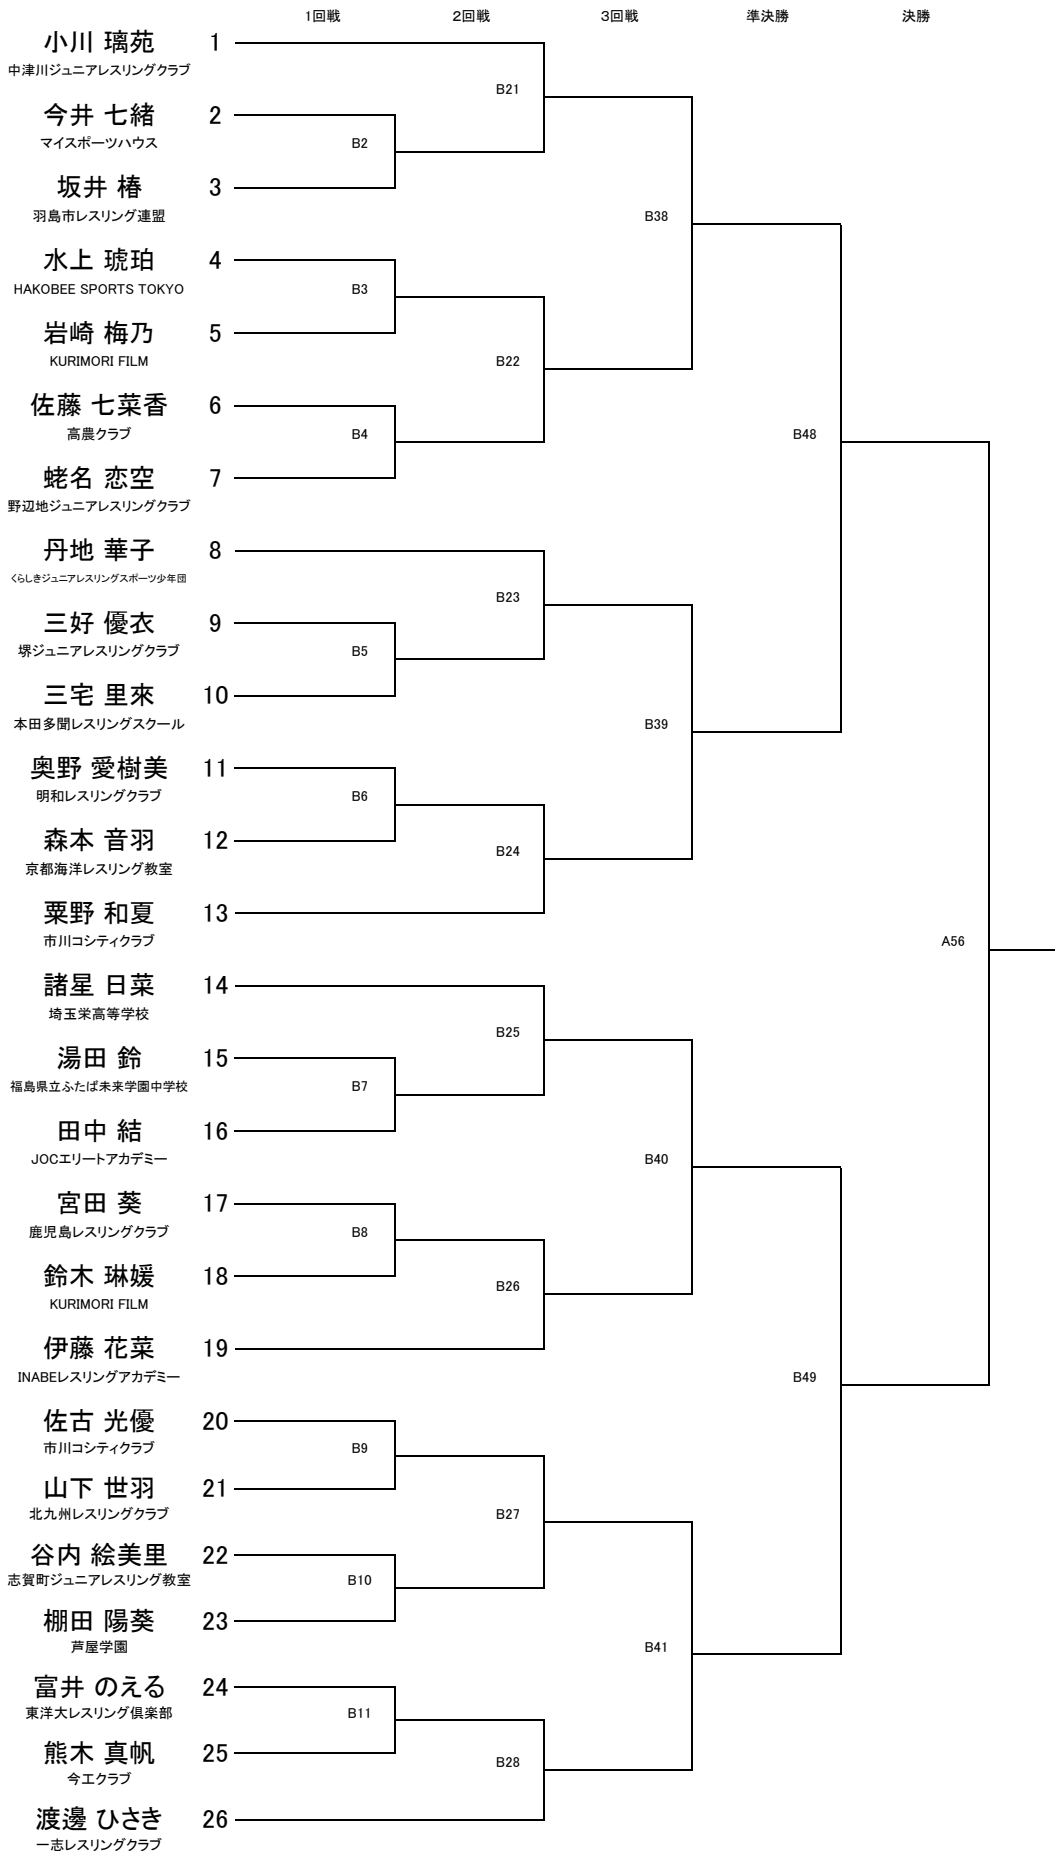 1回戦 2回戦 3回戦 準決勝 決勝
小川 璃苑 1
中津川ジュニアレスリングクラブ
B21
今井 七緒 2
マイスポーツハウス
B2
坂井 椿 3
羽島市レスリング連盟
B38
水上 琥珀 4
HAKOBEE SPORTS TOKYO
B3
岩崎 梅乃 5
KURIMORI FILM
B22
佐藤 七菜香 6
高農クラブ
B4
B48
蛯名 恋空 7
野辺地ジュニアレスリングクラブ
丹地 華子 8
くらしきジュニアレスリングスポーツ少年団
B23
三好 優衣 9
堺ジュニアレスリングクラブ
B5
三宅 里來 10
本田多聞レスリングスクール
B39
奥野 愛樹美 11
明和レスリングクラブ
B6
森本 音羽 12
京都海洋レスリング教室
B24
粟野 和夏 13
市川コシティクラブ
A56
諸星 日菜 14
埼玉栄高等学校
B25
湯田 鈴 15
福島県立ふたば未来学園中学校
B7
田中 結 16
JOCエリートアカデミー
B40
宮田 葵 17
鹿児島レスリングクラブ
B8
鈴木 琳媛 18
KURIMORI FILM
B26
伊藤 花菜 19
INABEレスリングアカデミー
B49
佐古 光優 20
市川コシティクラブ
B9
山下 世羽 21
北九州レスリングクラブ
B27
谷内 絵美里 22
志賀町ジュニアレスリング教室
B10
棚田 陽葵 23
芦屋学園
B41
富井 のえる 24
東洋大レスリング倶楽部
B11
熊木 真帆 25
今工クラブ
B28
渡邊 ひさき 26
一志レスリングクラブ